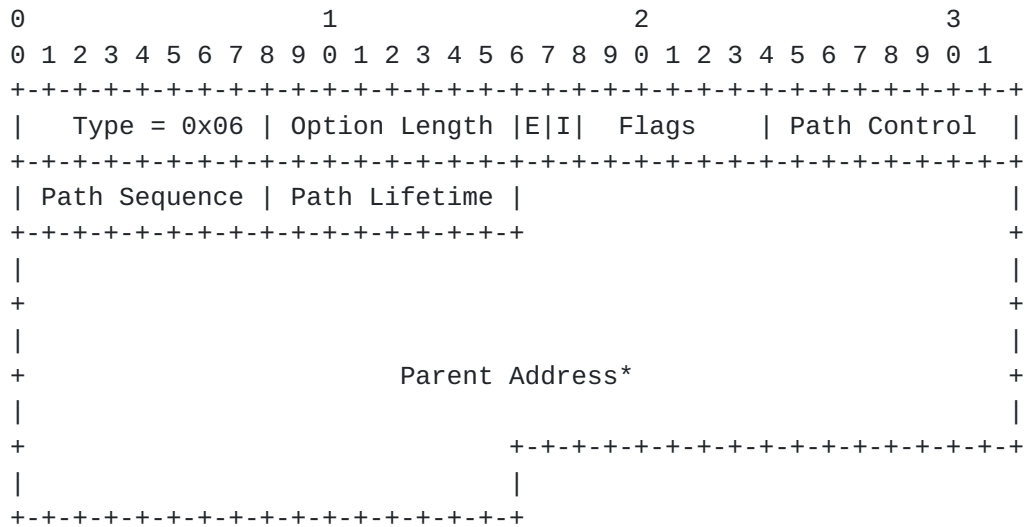 0                   1                   2                   3
0 1 2 3 4 5 6 7 8 9 0 1 2 3 4 5 6 7 8 9 0 1 2 3 4 5 6 7 8 9 0 1
+-+-+-+-+-+-+-+-+-+-+-+-+-+-+-+-+-+-+-+-+-+-+-+-+-+-+-+-+-+-+-+-+
|   Type = 0x06 | Option Length |E|I|  Flags    | Path Control  |
+-+-+-+-+-+-+-+-+-+-+-+-+-+-+-+-+-+-+-+-+-+-+-+-+-+-+-+-+-+-+-+-+
| Path Sequence | Path Lifetime |                               |
+-+-+-+-+-+-+-+-+-+-+-+-+-+-+-+-+                               +
|                                                               |
+                                                               +
|                                                               |
+                        Parent Address*                        +
|                                                               |
+                               +-+-+-+-+-+-+-+-+-+-+-+-+-+-+-+-+
|                               |
+-+-+-+-+-+-+-+-+-+-+-+-+-+-+-+-+